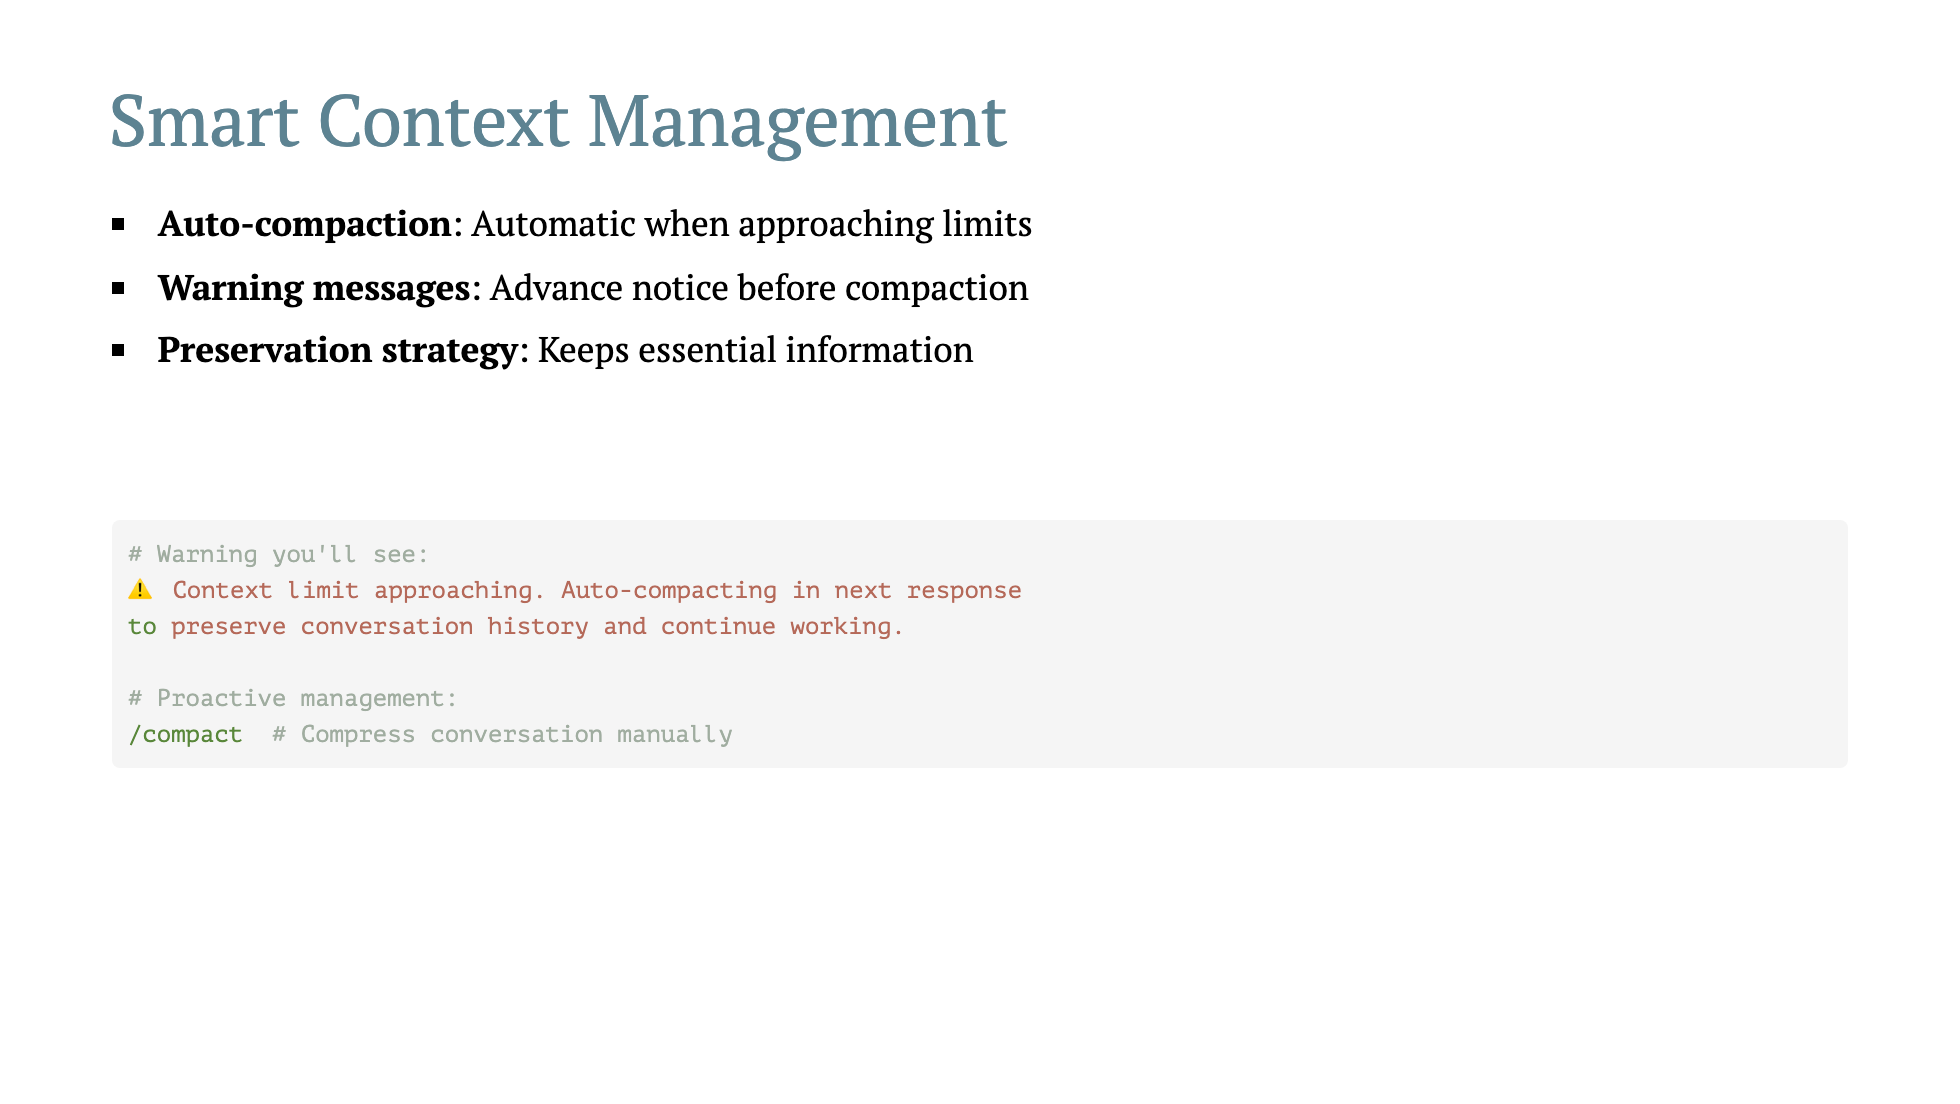 Smart Context Management
▪ Auto-compaction: Automatic when approaching limits
▪ Warning messages: Advance notice before compaction
▪ Preservation strategy: Keeps essential information
# Warning you'll see:
⚠️ Context limit approaching. Auto-compacting in next response
to preserve conversation history and continue working.
# Proactive management:
/compact  # Compress conversation manually